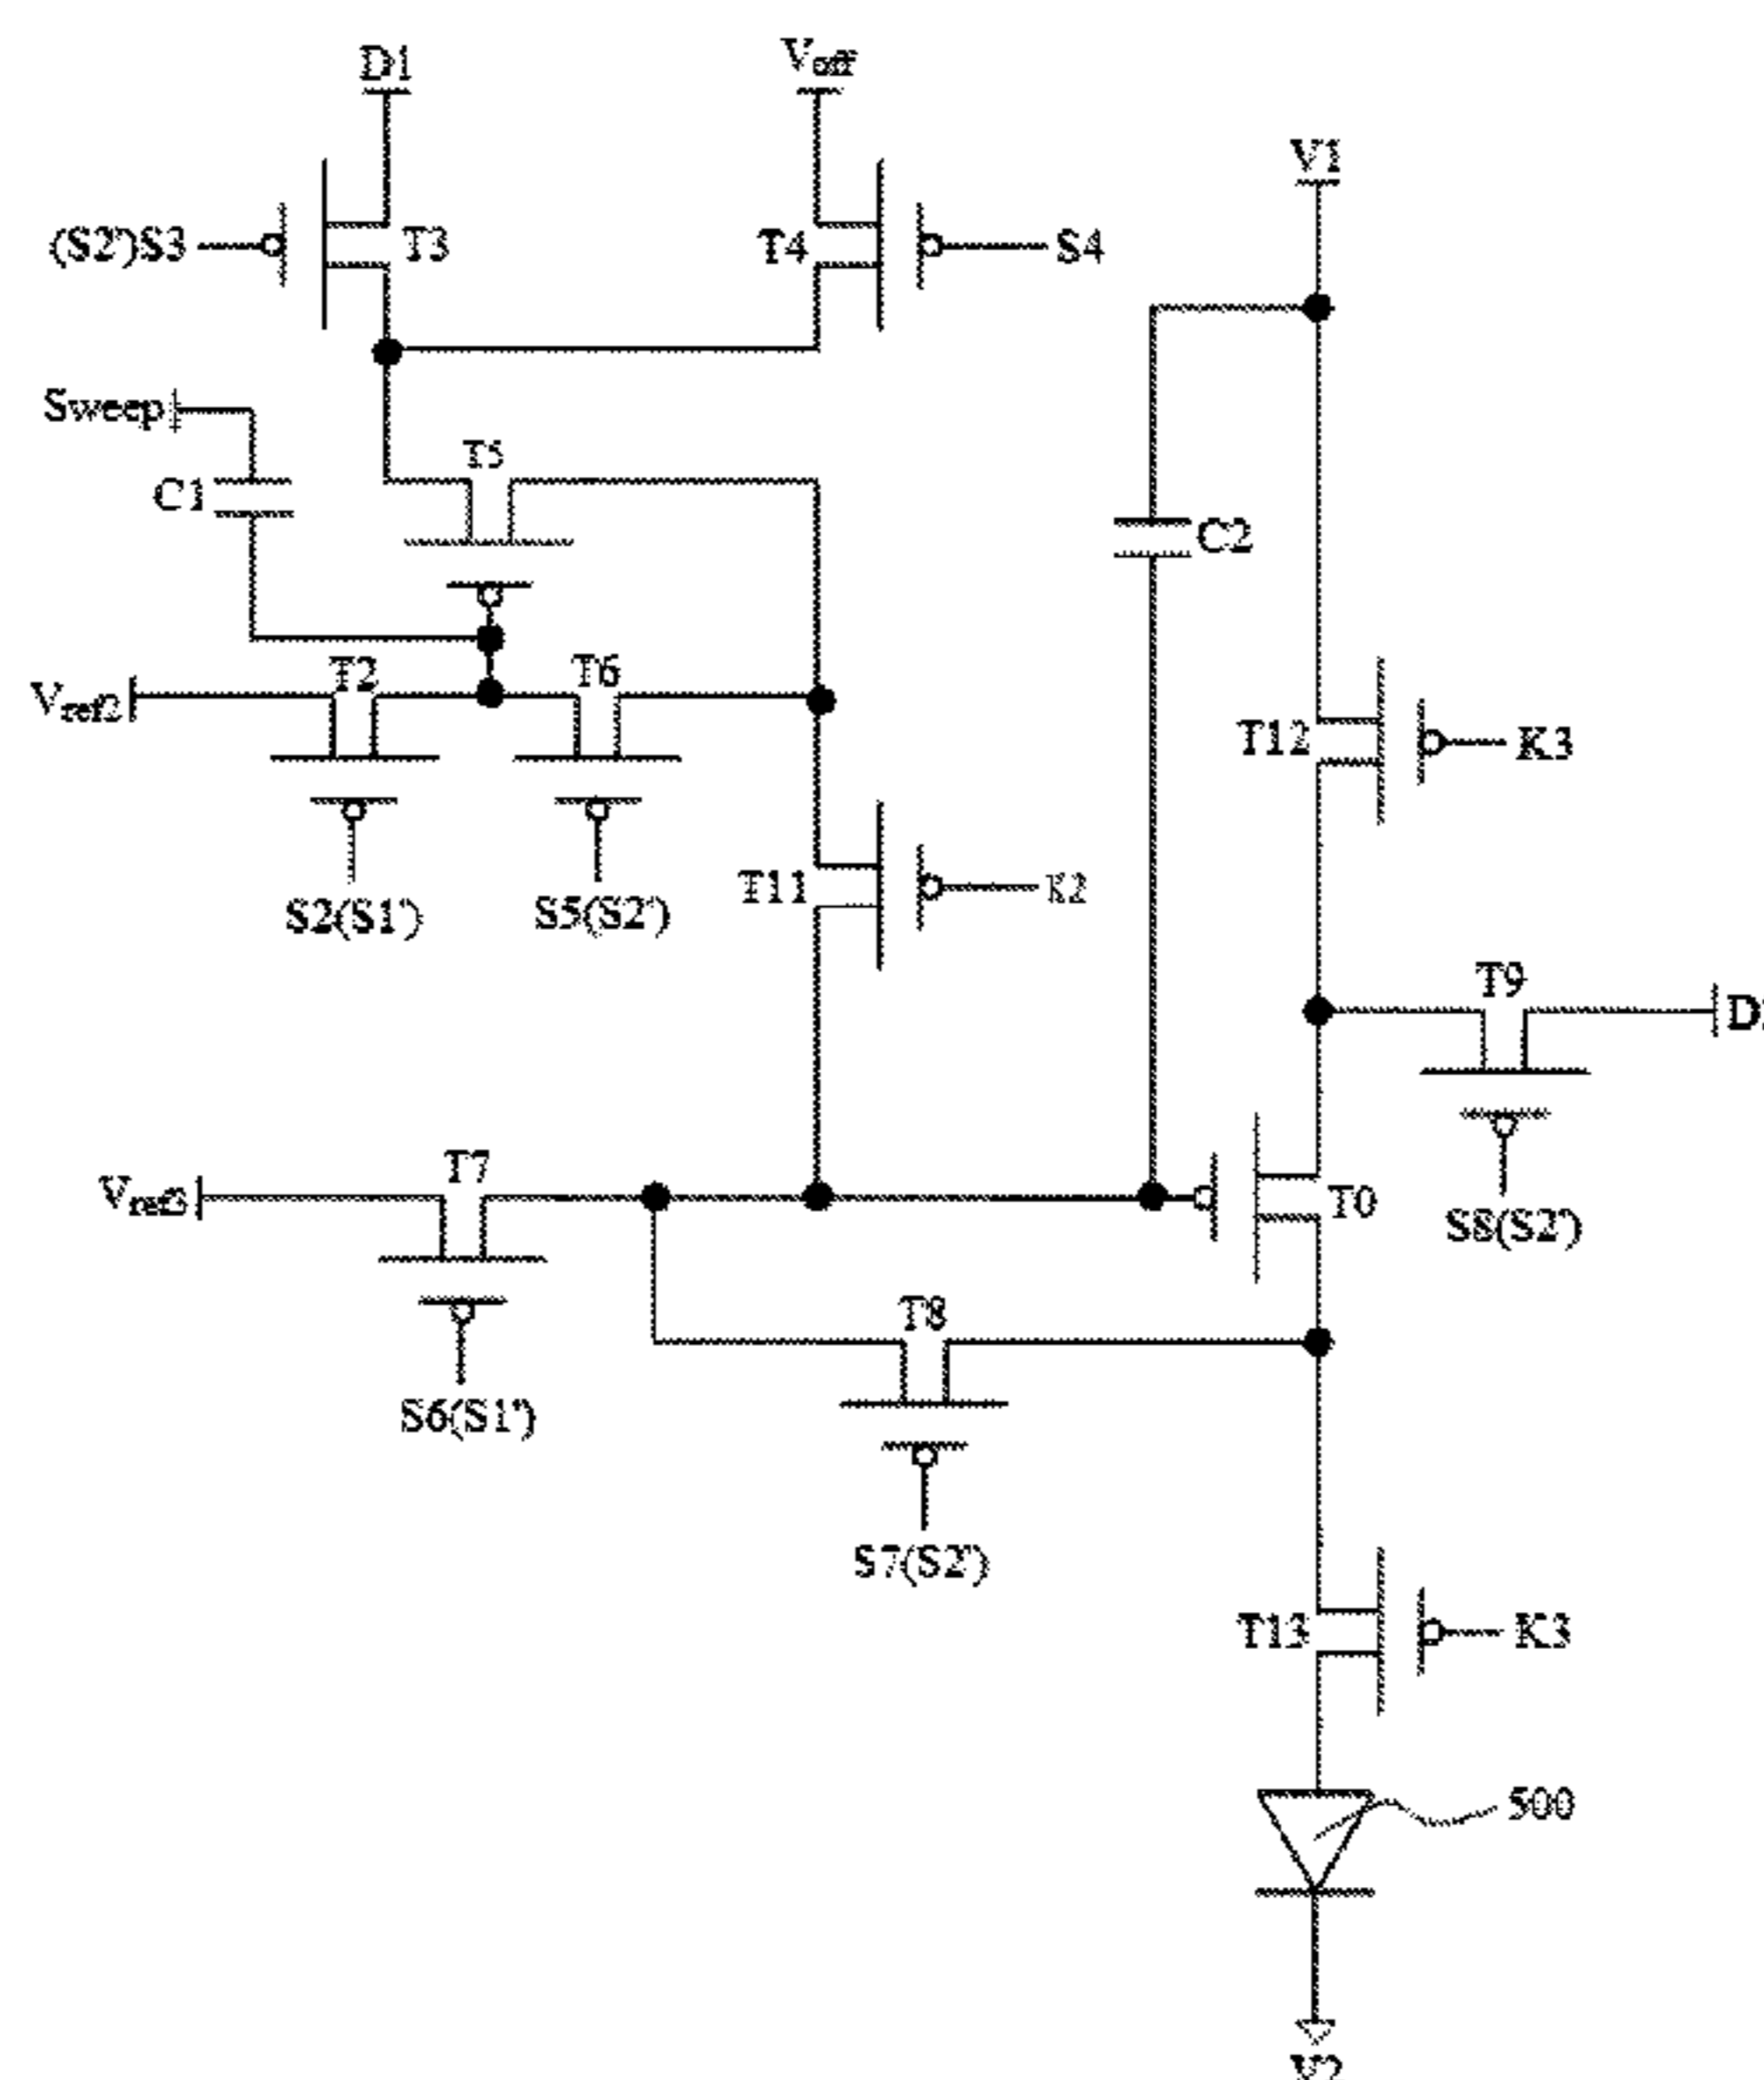 D1
Voff
V1
(S2')S3
T3
T4
S4
Sweep
C1
T5
C2
Vref2
T2
T6
T12
K3
S2(S1')
S5(S2')
T11
K2
T9
Vref3
T7
T0
S8(S2')
T8
S6(S1')
S7(S2')
T13
K3
500